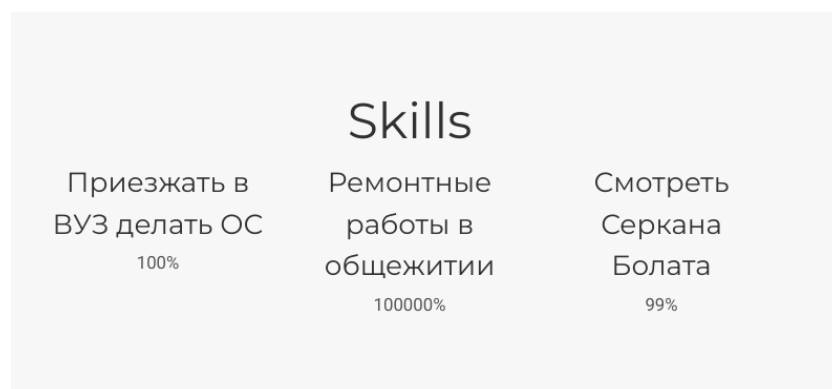 Skills
Приезжать в
ВУЗ делать ОС
100%
Ремонтные
работы в
общежитии
100000%
Смотреть
Серкана
Болата
99%